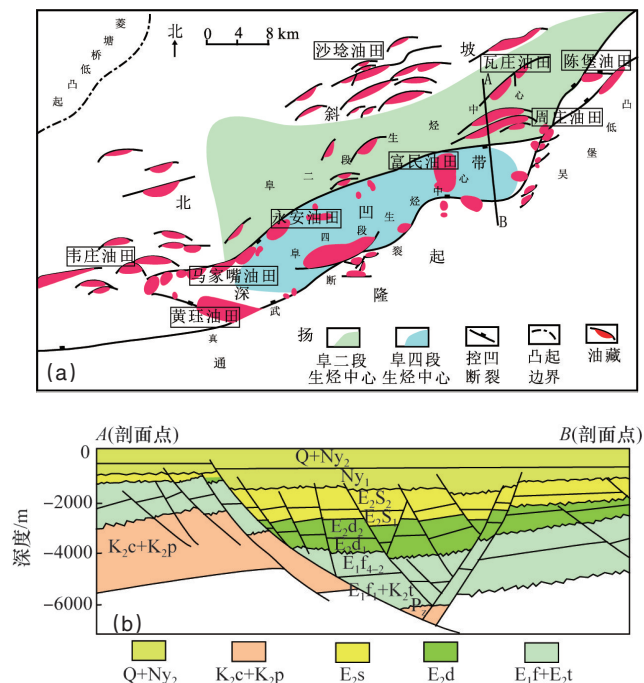 北
0 4 8 km
菱塘桥低凸起
沙埝油田
坡
瓦庄油田
陈堡油田
A
心
中
烃
生
段
二
阜
斜
周庄油田
凸
低
堡
吴
富民油田
带
心
中
烃
生
段
四
阜
B
北
永安油田
凹
起
韦庄油田
马家嘴油田
深
裂
断
武
真
隆
黄珏油田
扬
通
阜二段
生烃中心
阜四段
生烃中心
控凹
断裂
凸起
边界
油藏
(a)
A(剖面点)
B(剖面点)
深度/m
0
-2000
-4000
-6000
Q+Ny₂
Ny₁
E₂S₂
E₂S₁
E₂d₂
E₂d₁
K₂c+K₂p
E₁f₄₋₂
E₁f₁+K₂t
(b)
Q+Ny₂
K₂c+K₂p
E₂s
E₂d
E₁f+E₂t